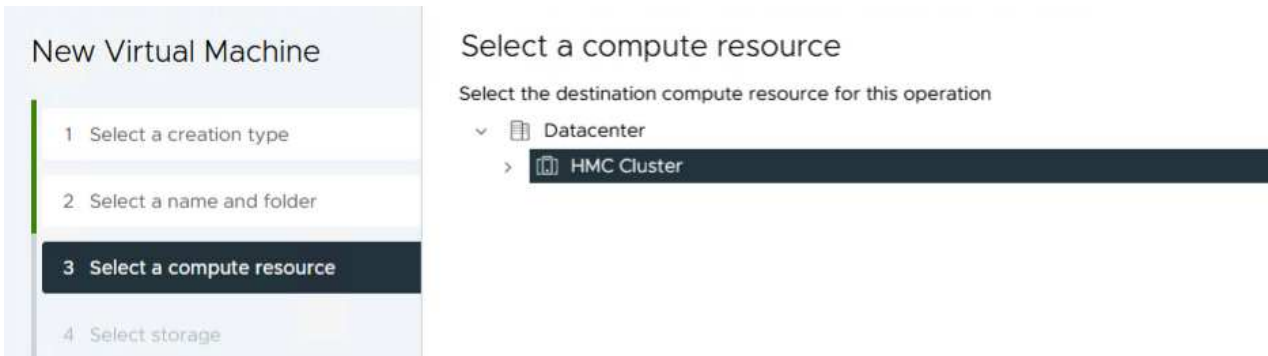 New Virtual Machine
1 Select a creation type
2 Select a name and folder
3 Select a compute resource
4 Select storage
Select a compute resource
Select the destination compute resource for this operation
Datacenter
HMC Cluster